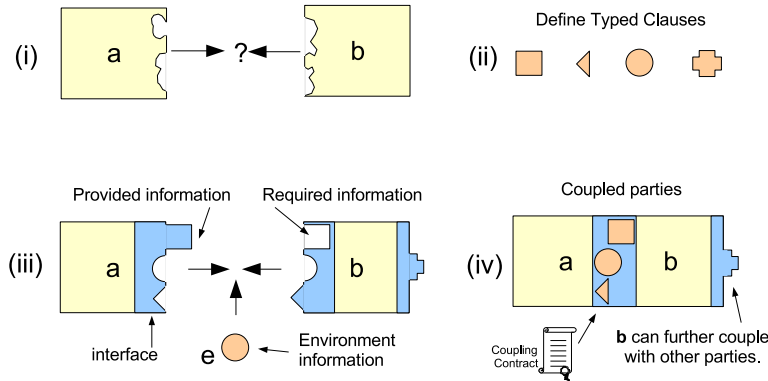 (i)
a
?
b
Define Typed Clauses
(ii)
Provided information
Required information
(iii)
a
b
interface
e
Environment
information
Coupled parties
(iv)
a
b
Coupling
Contract
b can further couple
with other parties.